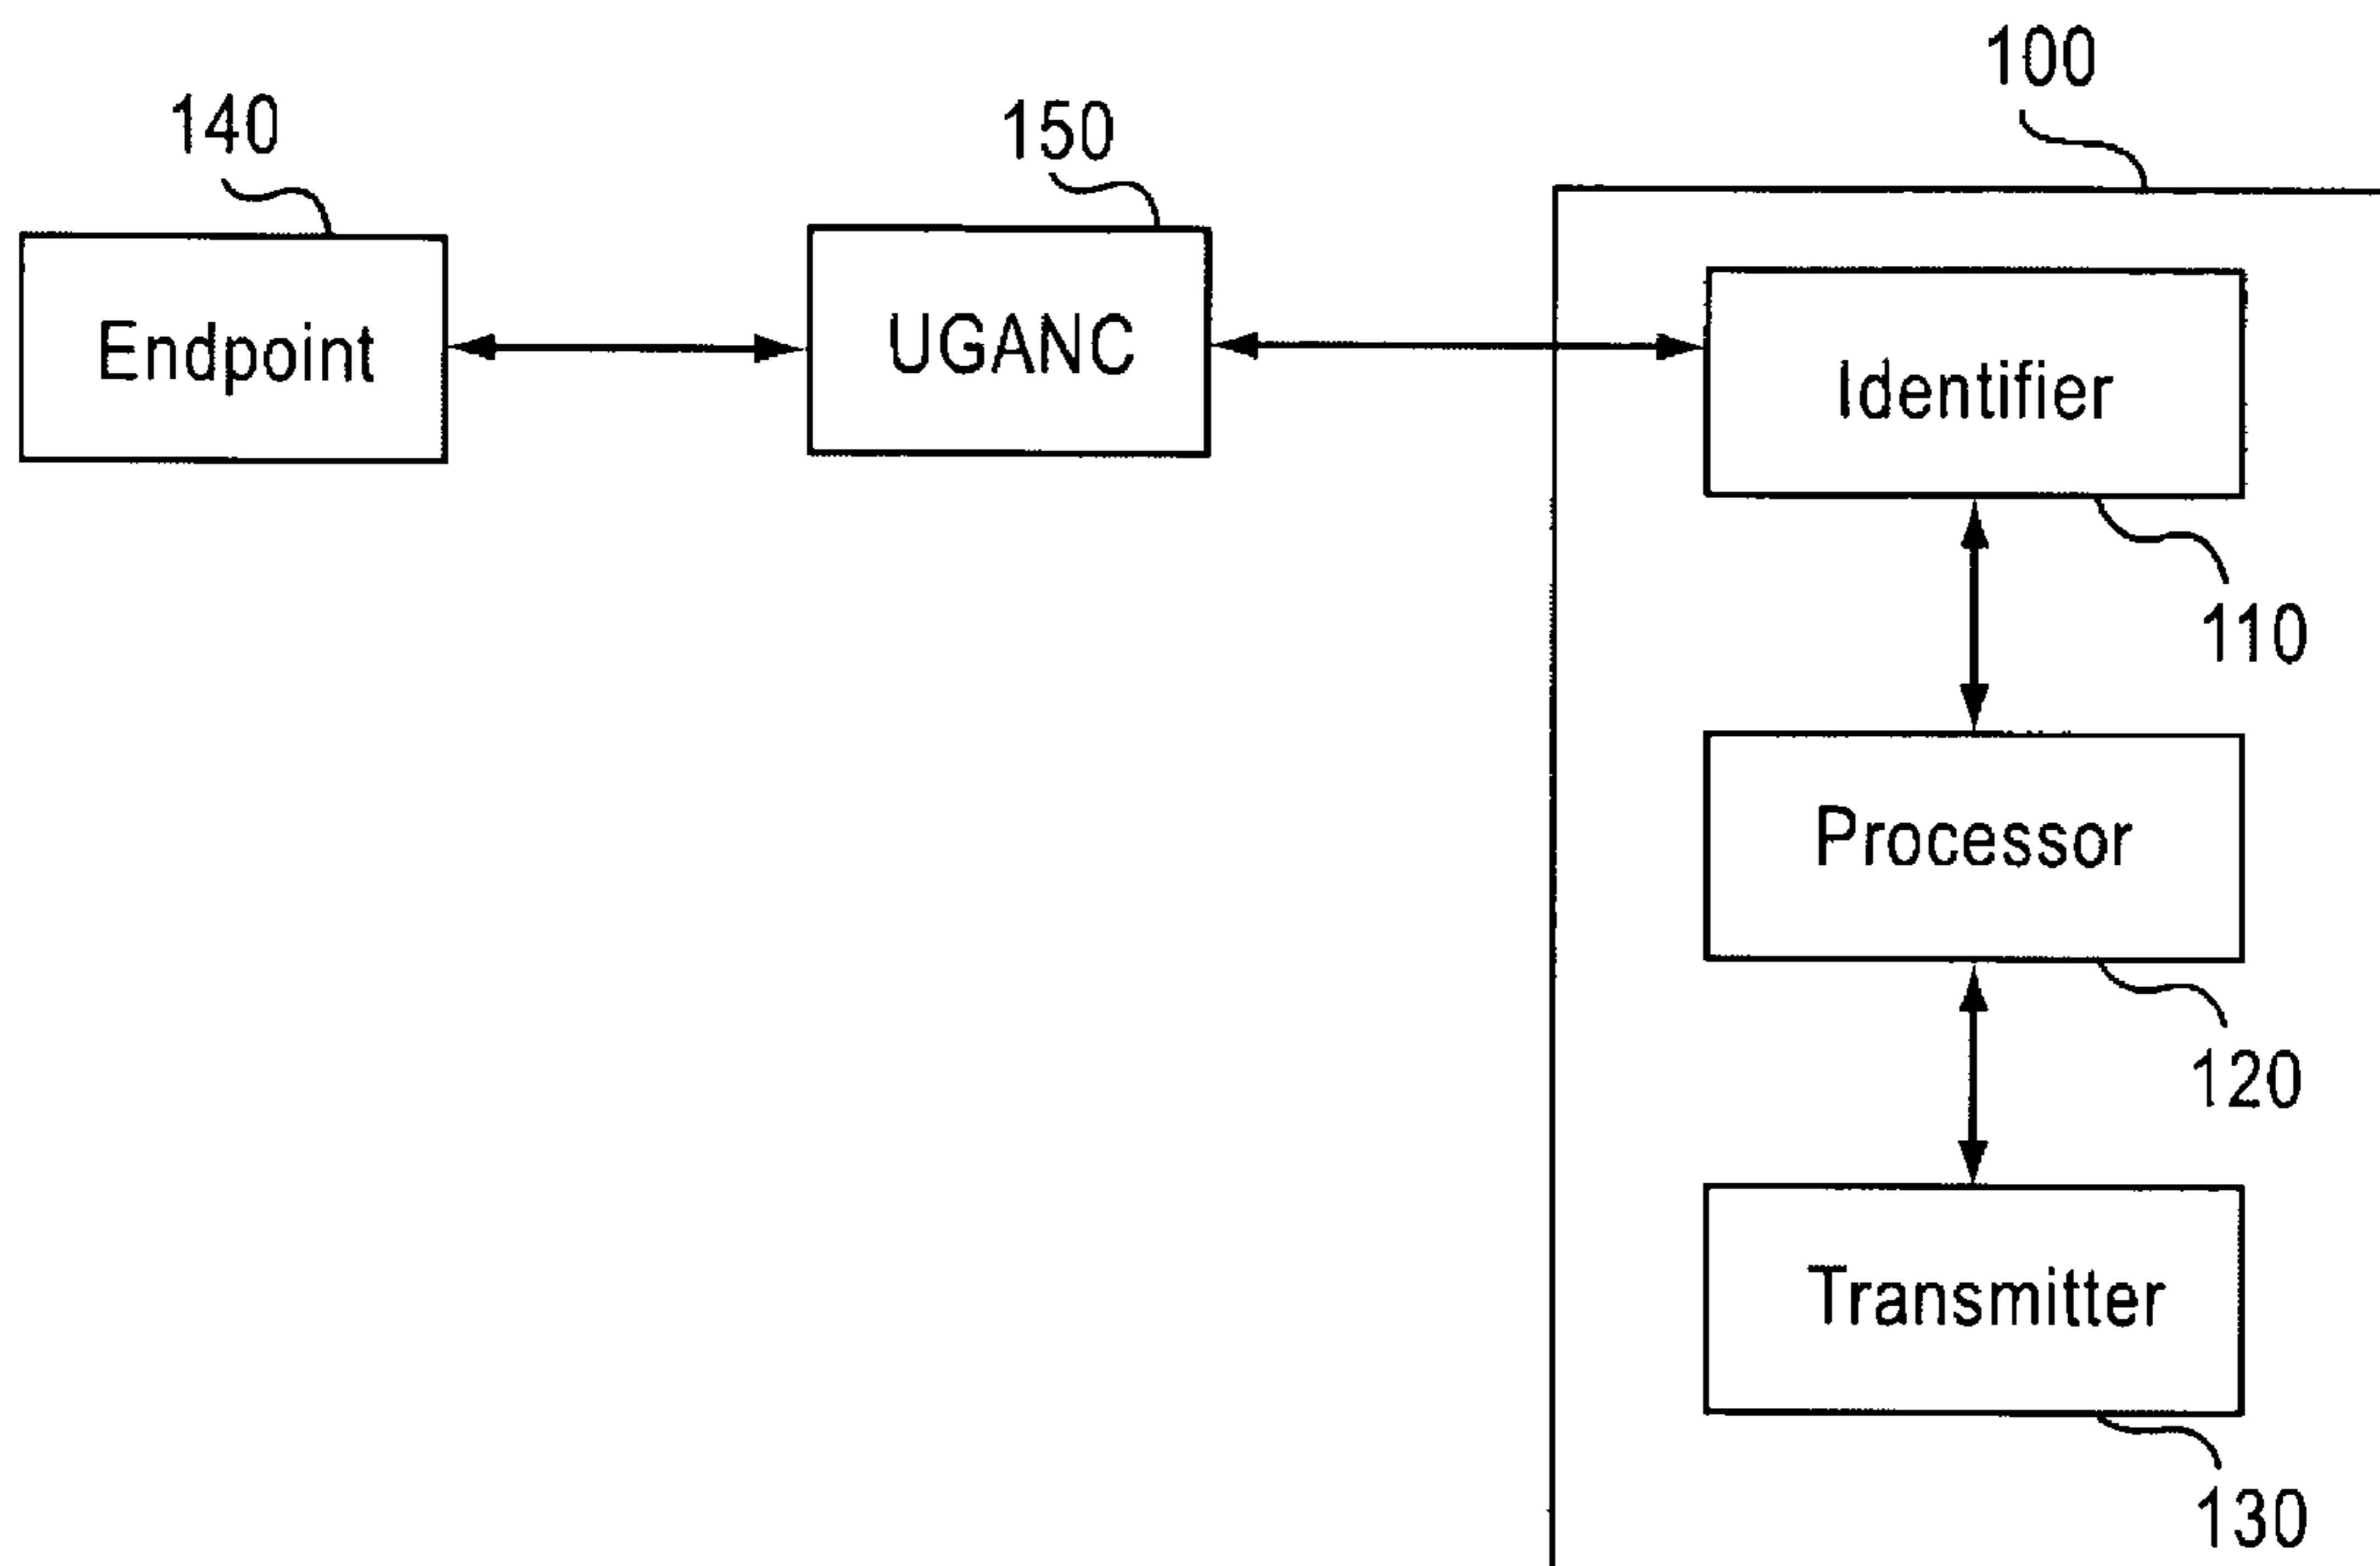 100
140
150
Endpoint
UGANC
Identifier
110
Processor
120
Transmitter
130